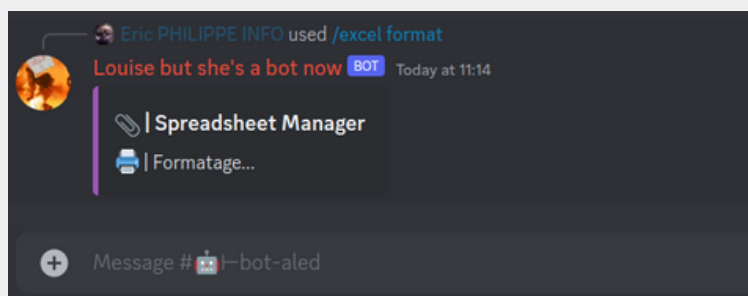 Eric PHILIPPE INFO used /excel format
Louise but she's a bot now BOT Today at 11:14
📎 | Spreadsheet Manager
🖨️ | Formatage...
Message #🤖⊢bot-aled